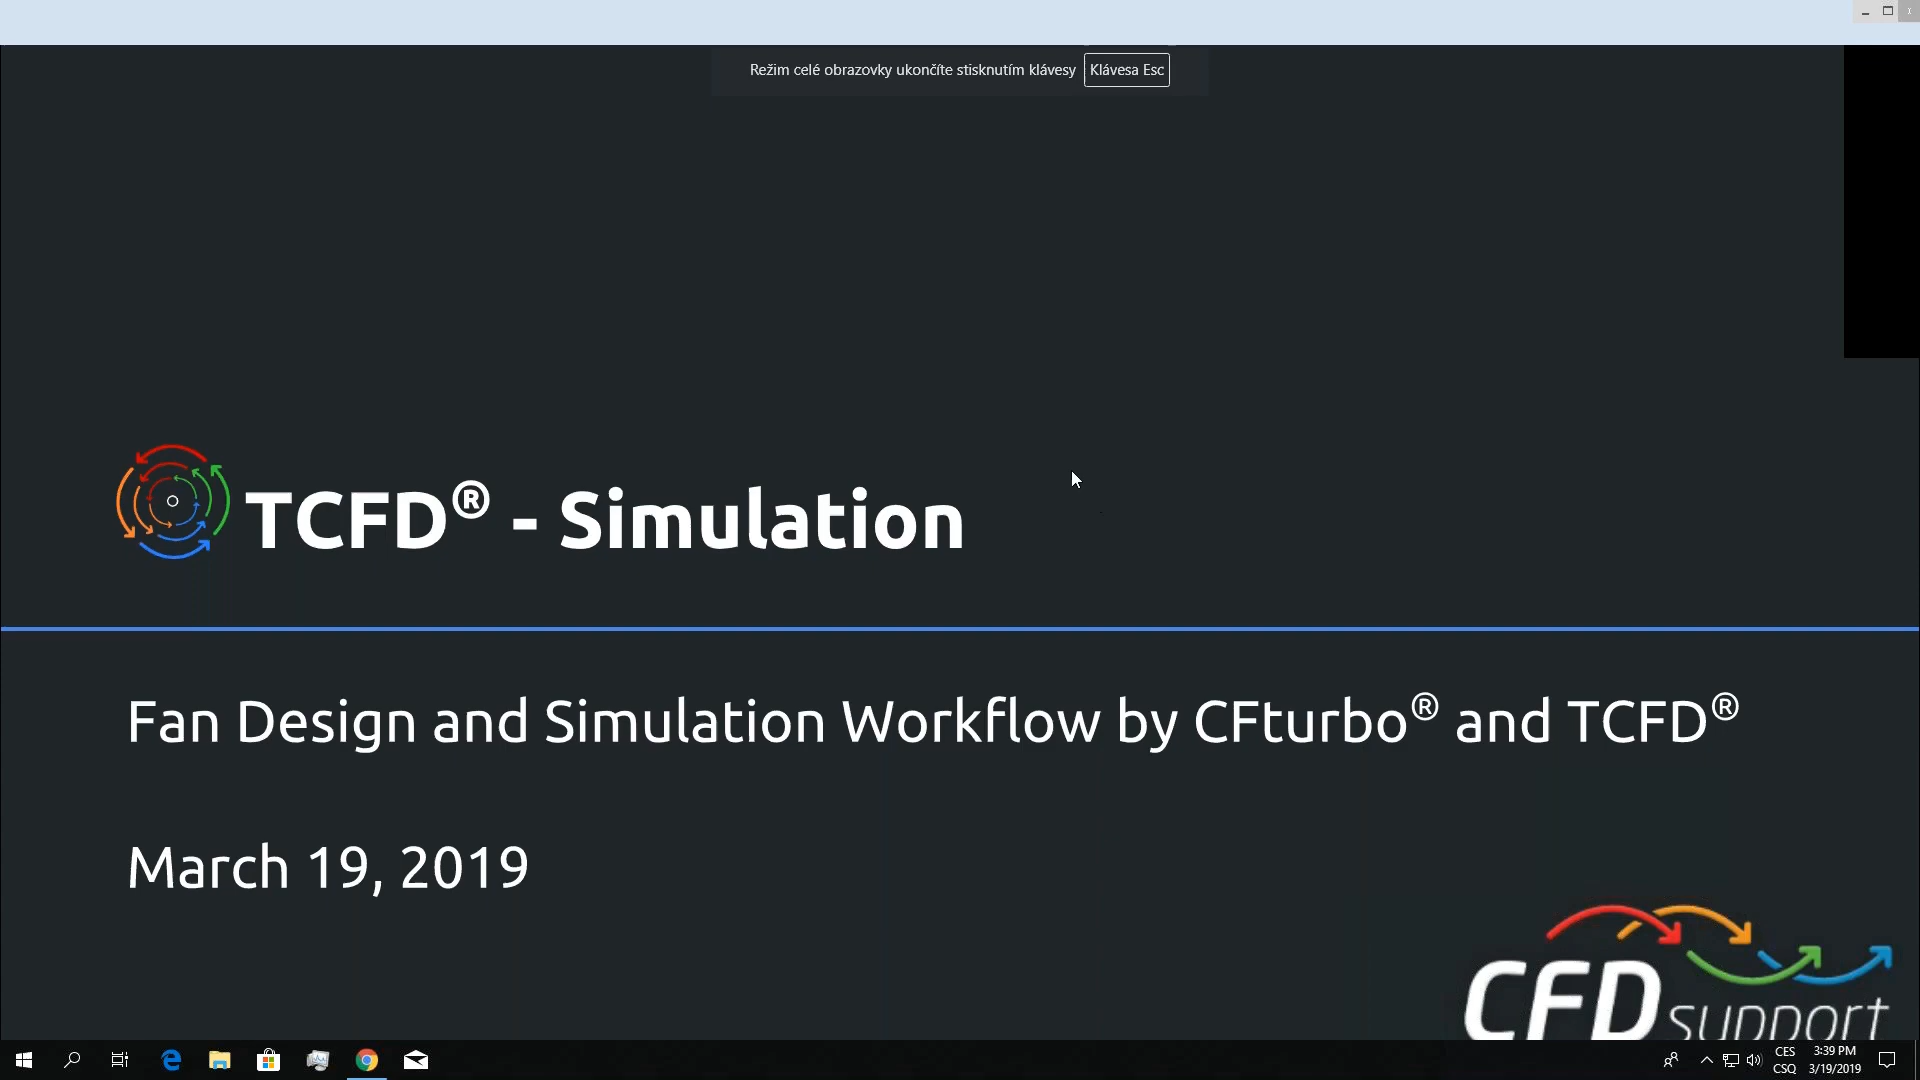 Režim celé obrazovky ukončíte stisknutím klávesy Klávesa Esc
TCFD® - Simulation
Fan Design and Simulation Workflow by CFturbo® and TCFD®
March 19, 2019
CFD support
CES 3:39 PM
CSQ 3/19/2019